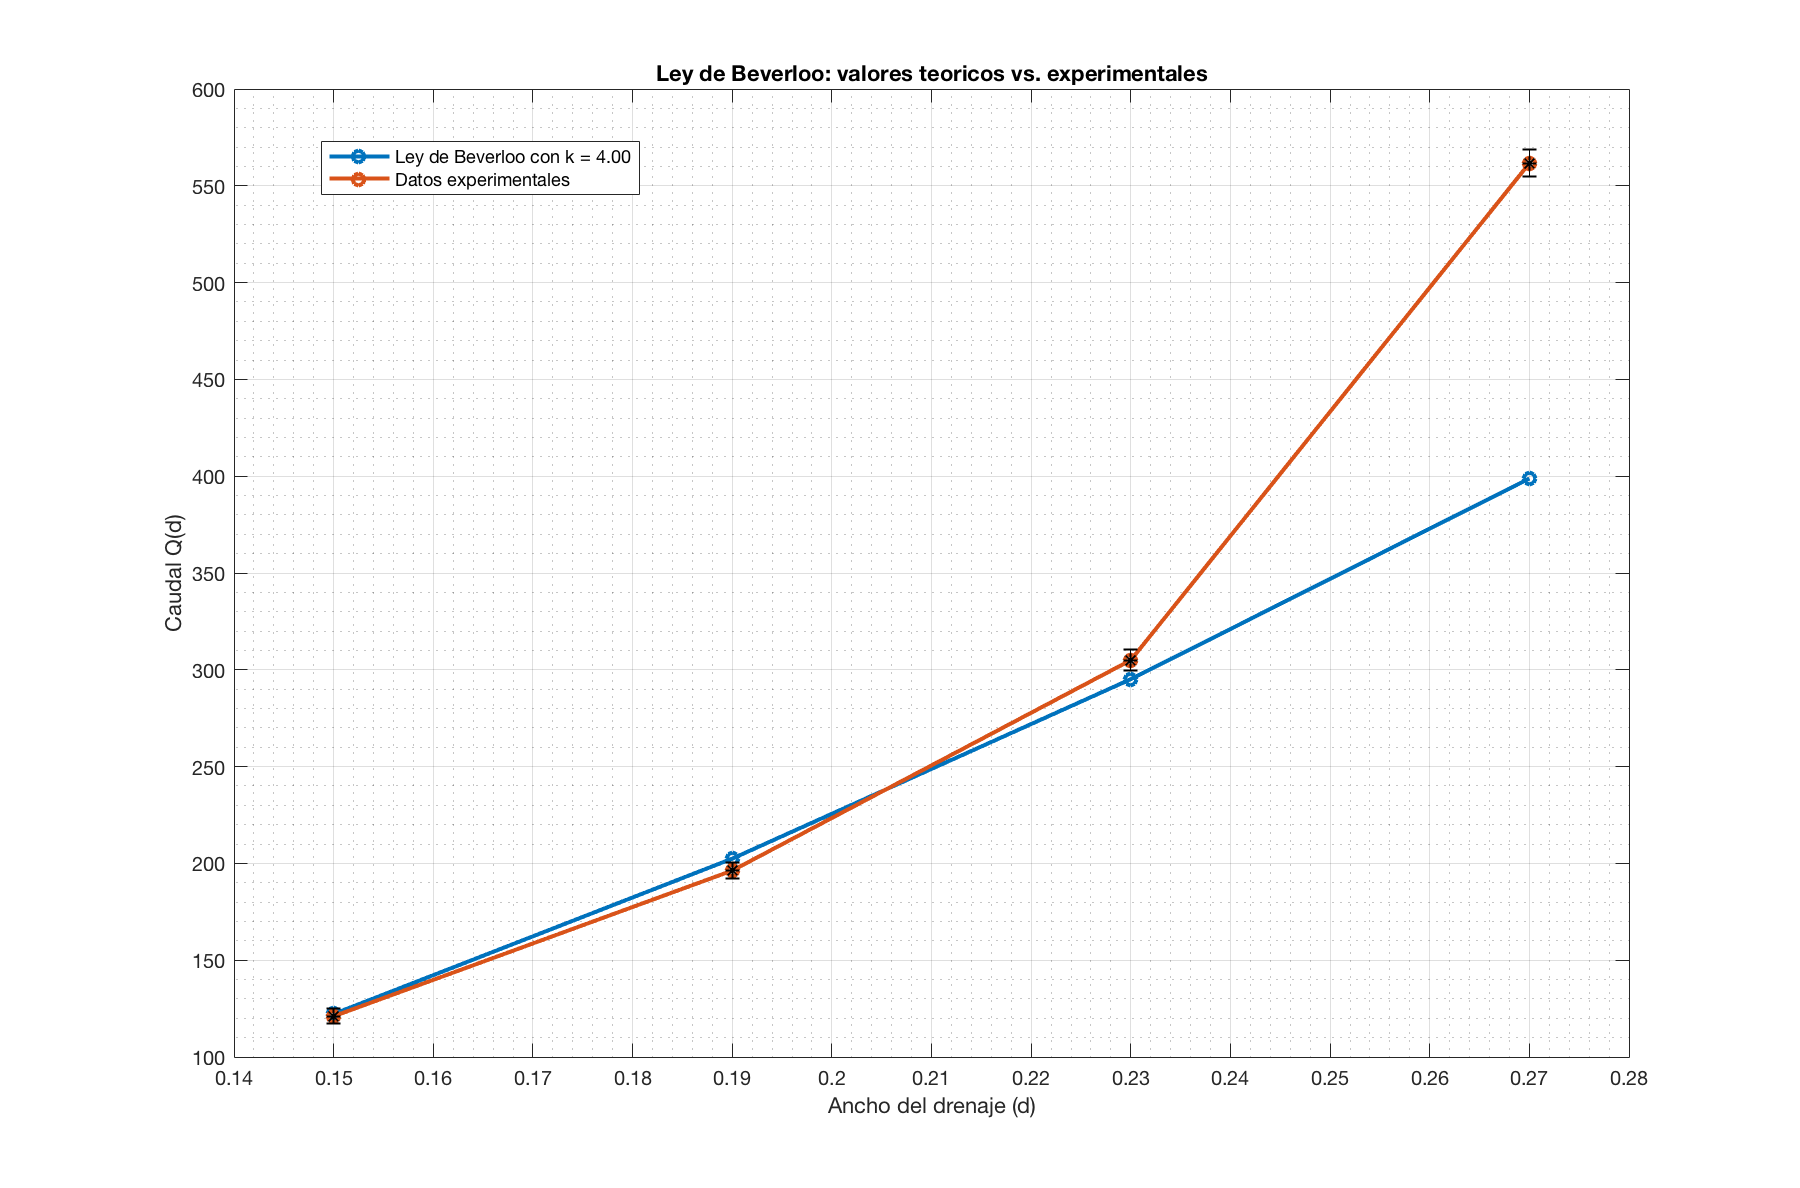 Ley de Beverloo: valores teoricos vs. experimentales
600
Ley de Beverloo con k = 4.00
Datos experimentales
550
500
450
400
350
300
250
200
150
100
Caudal Q(d)
0.14 0.15 0.16 0.17 0.18 0.19 0.2 0.21 0.22 0.23 0.24 0.25 0.26 0.27 0.28
Ancho del drenaje (d)